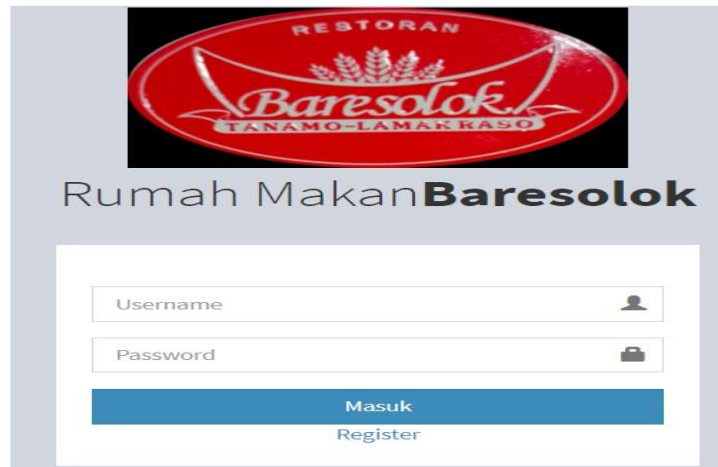 RESTORAN
Baresolok
TANAMO-LAMAK RASO
Rumah MakanBaresolok
Username
Password
Masuk
Register